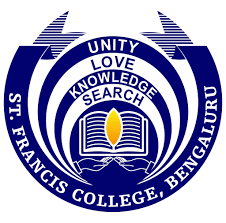 UNITY
LOVE
KNOWLEDGE
SEARCH
ST. FRANCIS COLLEGE, BENGALURU